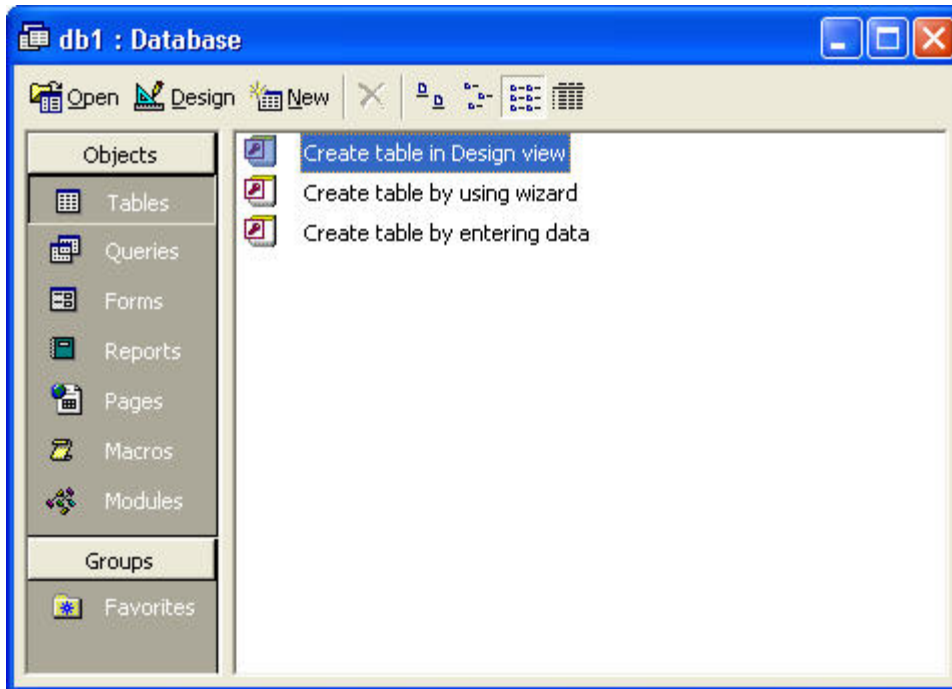 db1 : Database
Open Design New
Objects
Tables
Queries
Forms
Reports
Pages
Macros
Modules
Groups
Favorites
Create table in Design view
Create table by using wizard
Create table by entering data